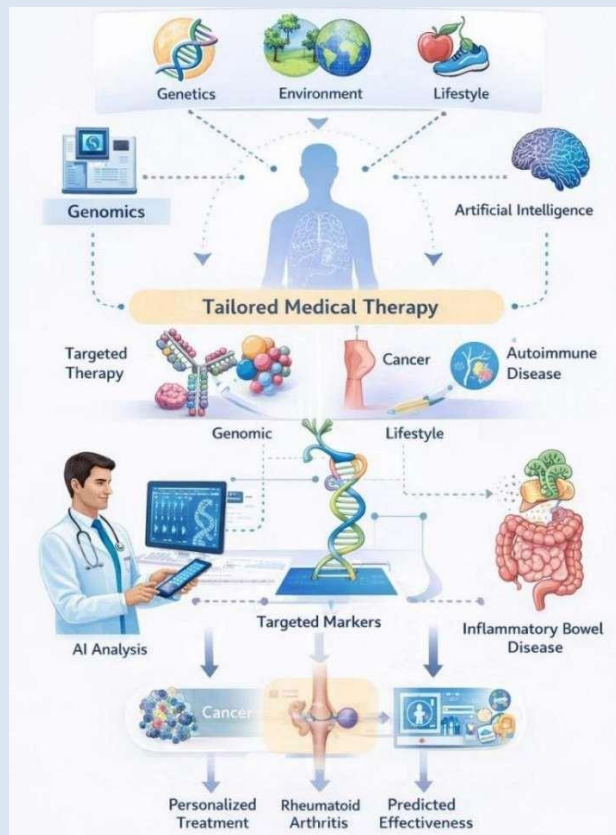 Genetics
Environment
Lifestyle
Genomics
Artificial Intelligence
Tailored Medical Therapy
Targeted
Therapy
Cancer
Autoimmune
Disease
Genomic
Lifestyle
AI Analysis
Targeted Markers
Inflammatory Bowel
Disease
Cancer
Personalized
Treatment
Rheumatoid
Arthritis
Predicted
Effectiveness